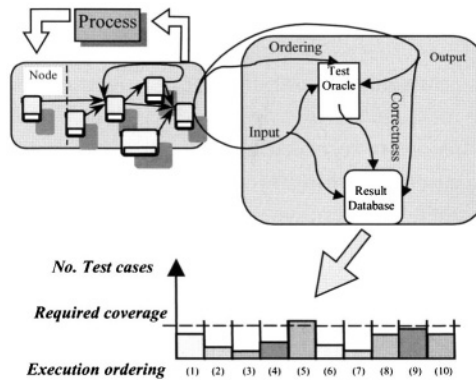 Process
Node
Ordering
Output
Test
Oracle
Input
Correctness
Result
Database
No. Test cases
Required coverage
Execution ordering
(1) (2) (3) (4) (5) (6) (7) (8) (9) (10)